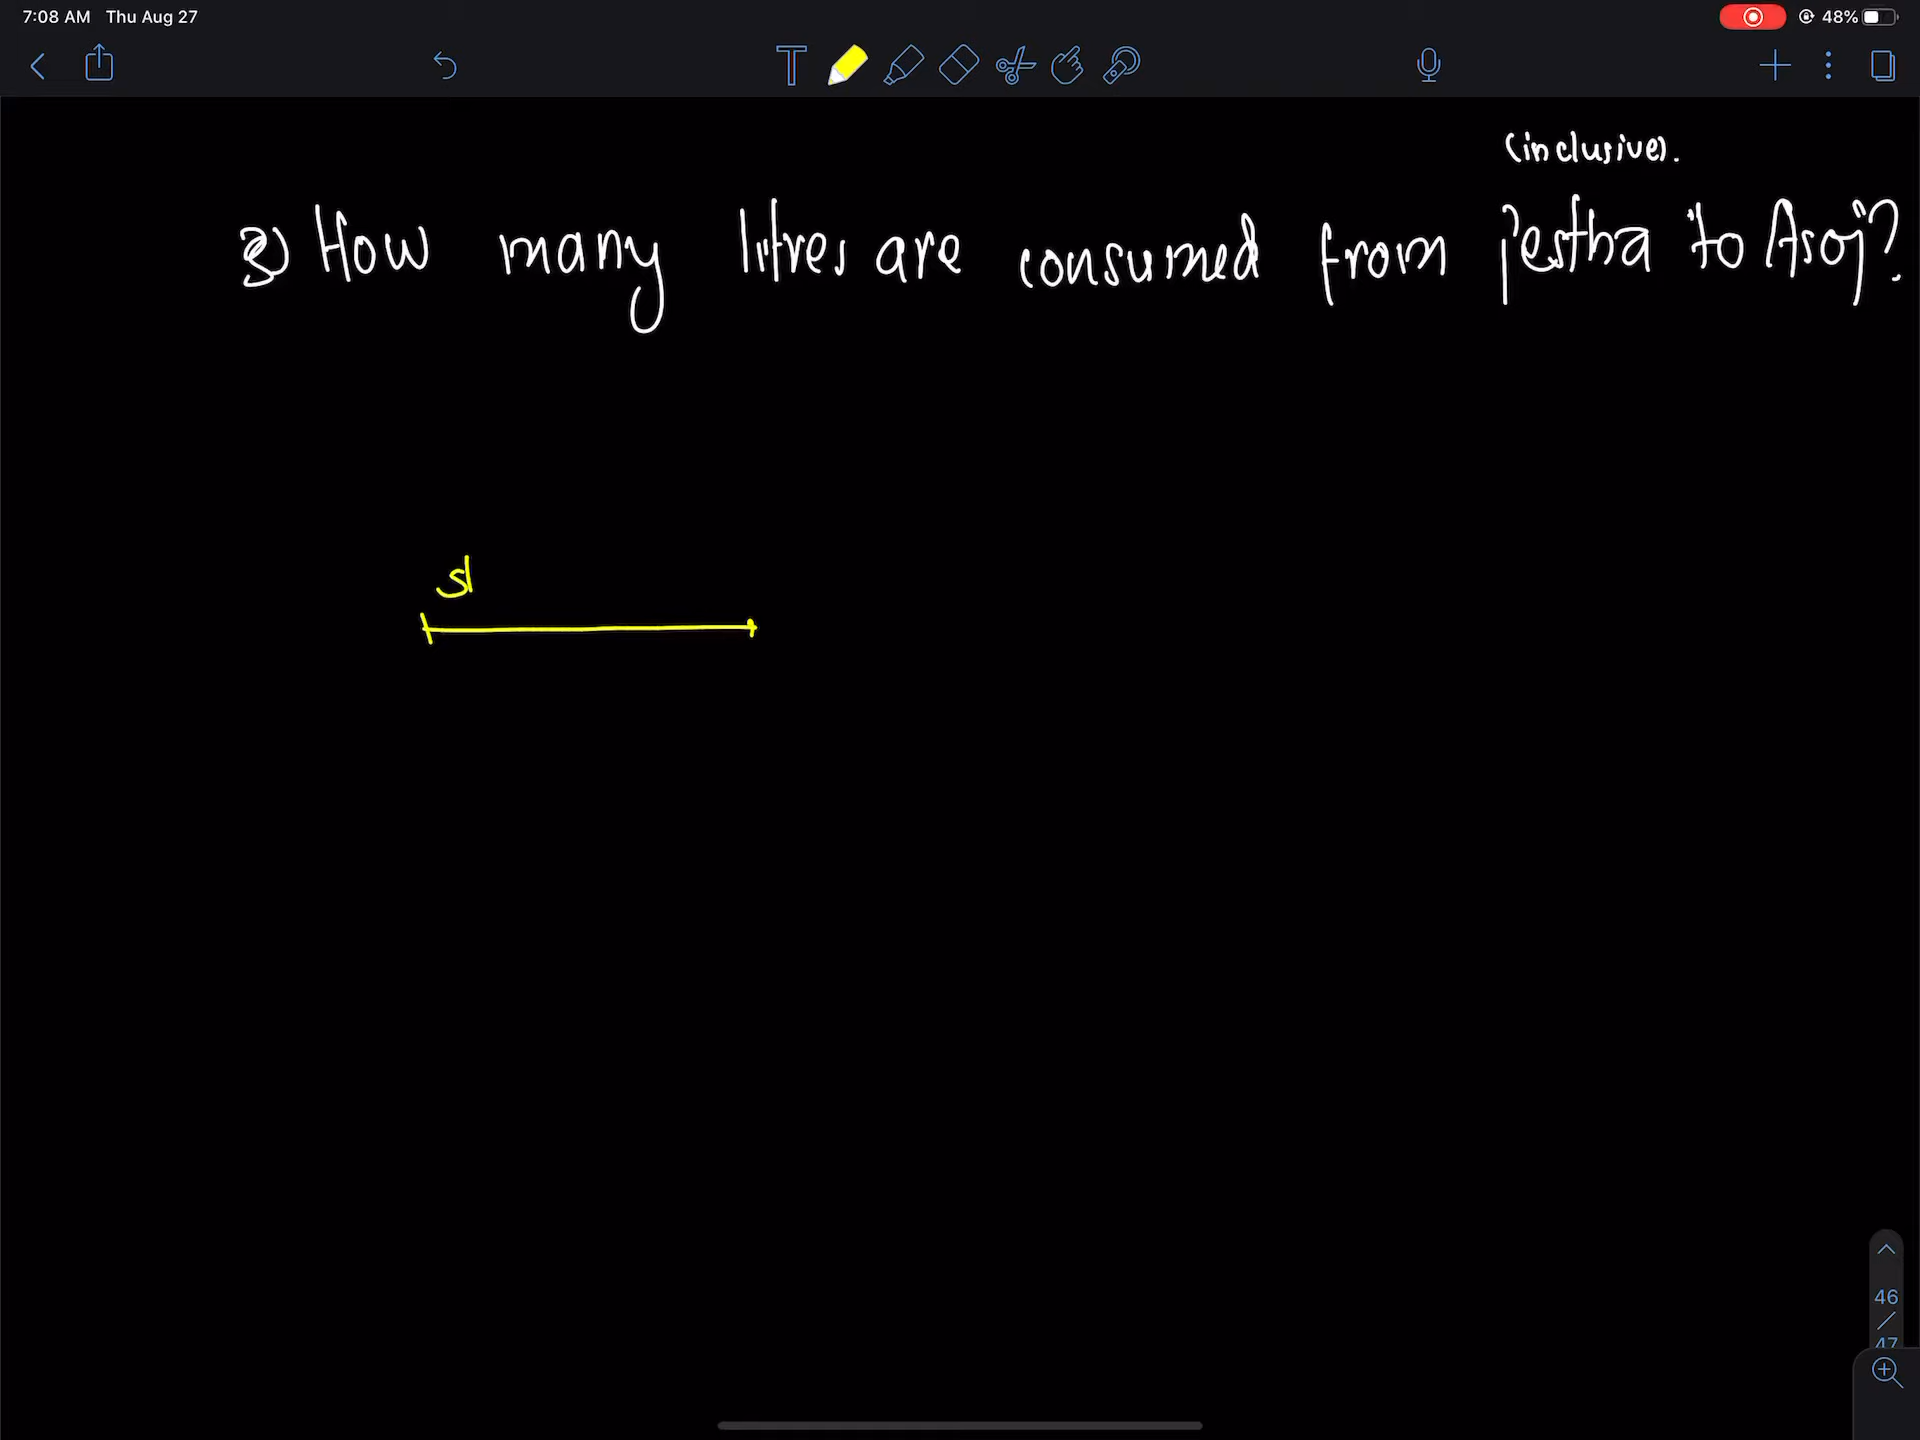 7:08 AM Thu Aug 27
48%
(inclusive).
3) How many litres are consumed from jestha "to Asoj"?
46
/
47